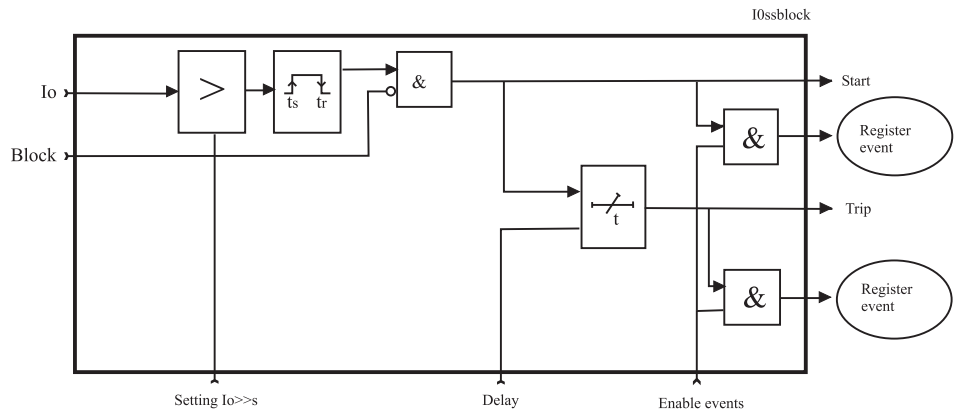 I0ssblock
Io
>
ts tr
&
Start
Block
&
Register
event
t
Trip
&
Register
event
Setting Io>>s
Delay
Enable events